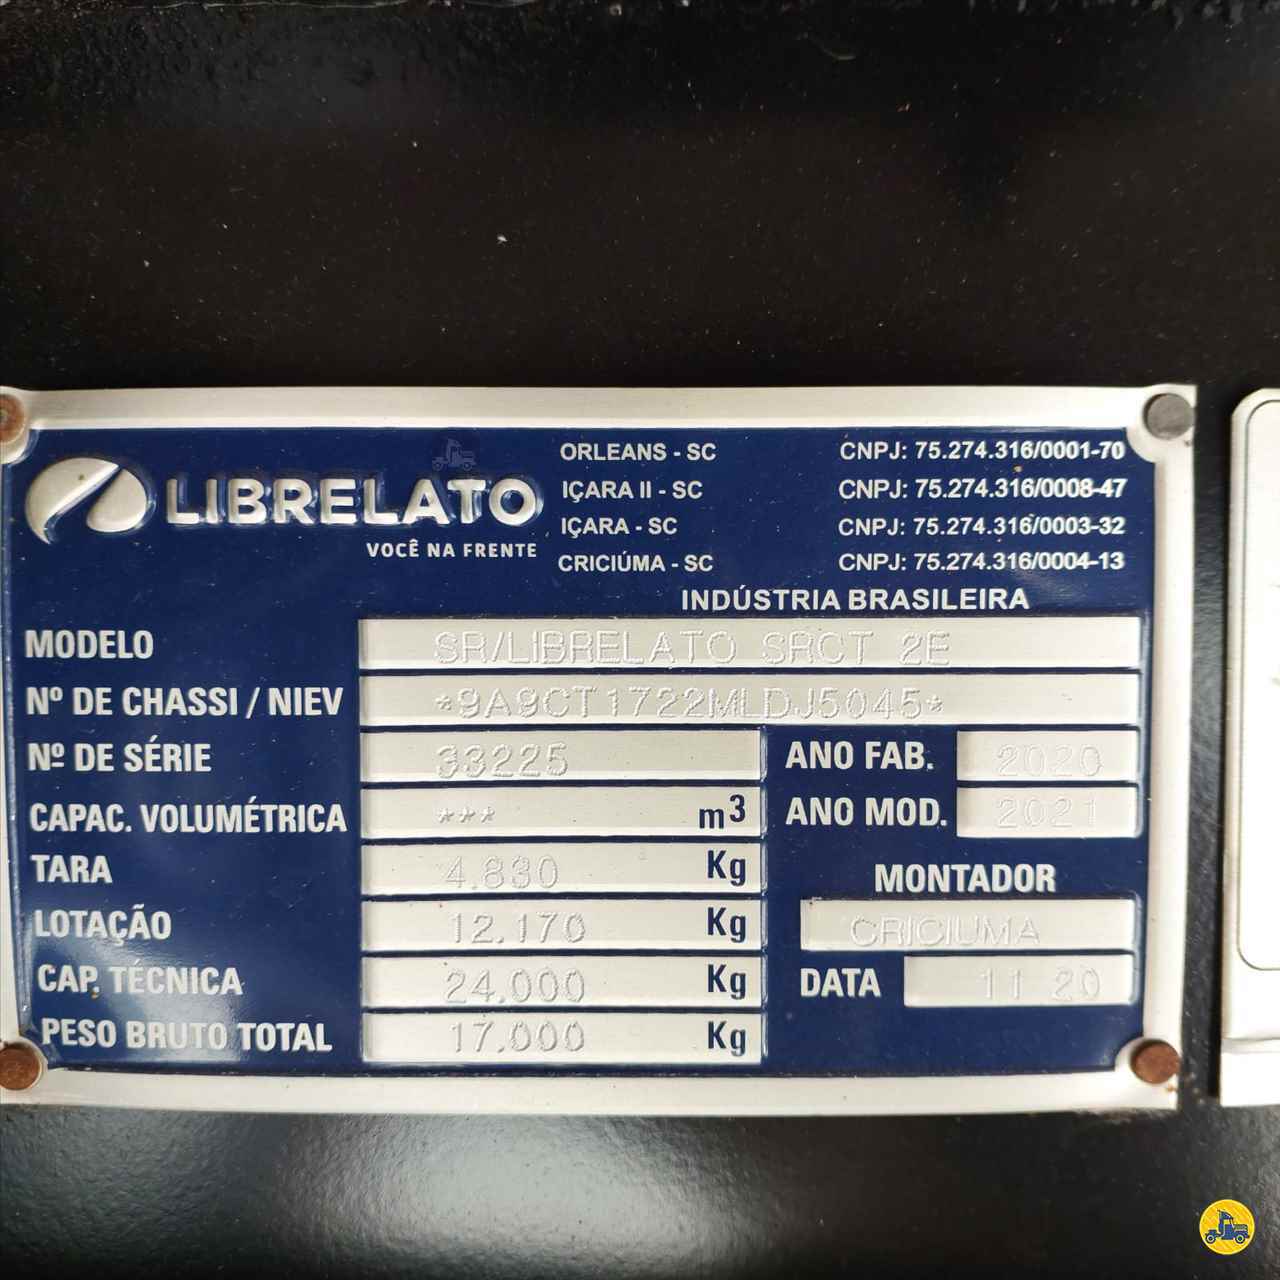 LIBRELATO
VOCÊ NA FRENTE
ORLEANS - SC CNPJ: 75.274.316/0001-70
IÇARA II - SC CNPJ: 75.274.316/0008-47
IÇARA - SC CNPJ: 75.274.316/0003-32
CRICIÚMA - SC CNPJ: 75.274.316/0004-13
INDÚSTRIA BRASILEIRA
MODELO SR/LIBRELATO SRCT 2E
Nº DE CHASSI / NIEV *9A9CT1722MLDJ5045*
Nº DE SÉRIE 33225 ANO FAB. 2020
CAPAC. VOLUMÉTRICA *** m³ ANO MOD. 2021
TARA 4.830 Kg MONTADOR
LOTAÇÃO 12.170 Kg CRICIUMA
CAP. TÉCNICA 24.000 Kg DATA 11 20
PESO BRUTO TOTAL 17.000 Kg